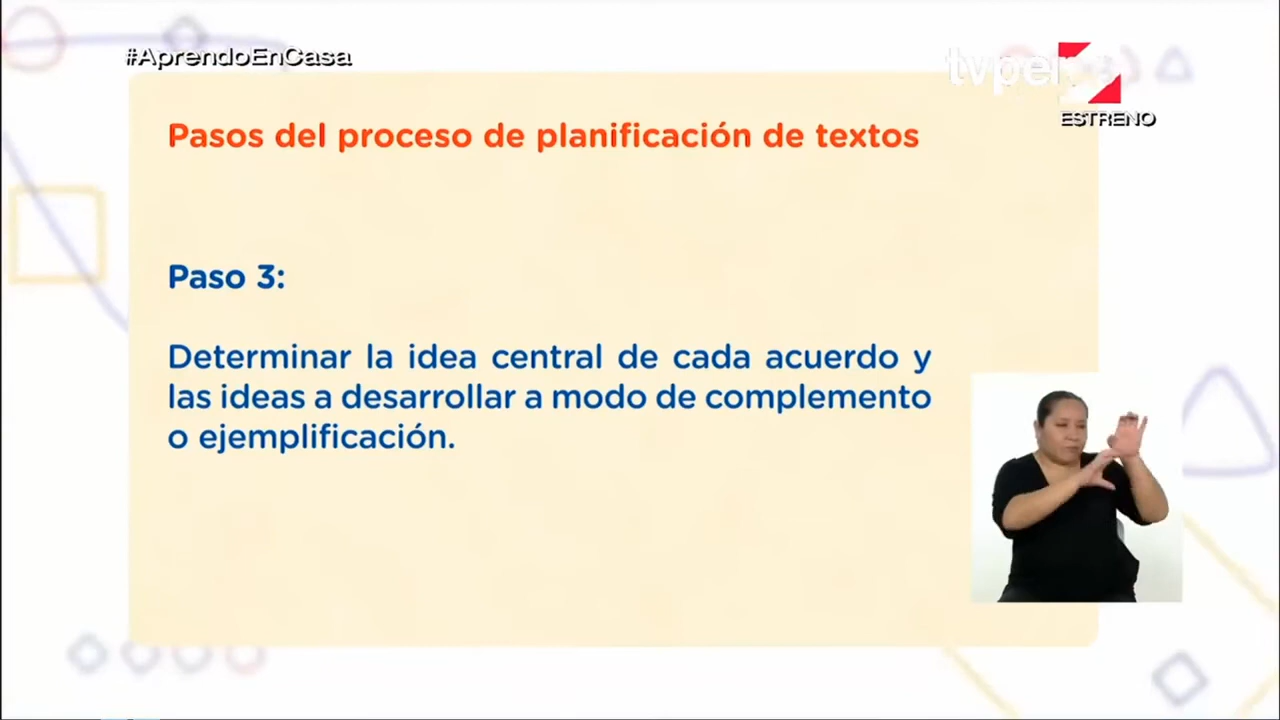 #AprendoEnCasa
tvperu
ESTRENO
Pasos del proceso de planificación de textos
Paso 3:
Determinar la idea central de cada acuerdo y
las ideas a desarrollar a modo de complemento
o ejemplificación.